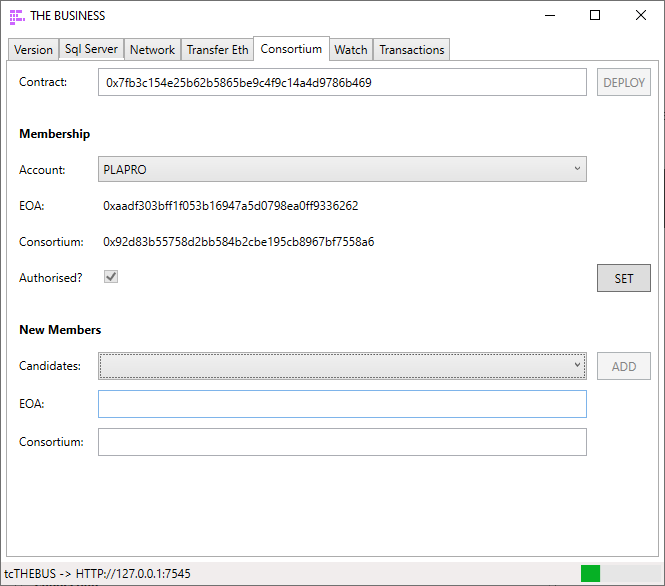 THE BUSINESS
Version Sql Server Network Transfer Eth Consortium Watch Transactions
Contract: 0x7fb3c154e25b62b5865be9c4f9c14a4d9786b469 DEPLOY
Membership
Account: PLAPRO
EOA: 0xaadf303bff1f053b16947a5d0798ea0ff9336262
Consortium: 0x92d83b55758d2bb584b2cbe195cb8967bf7558a6
Authorised? SET
New Members
Candidates: ADD
EOA:
Consortium:
tcTHEBUS -> HTTP://127.0.0.1:7545